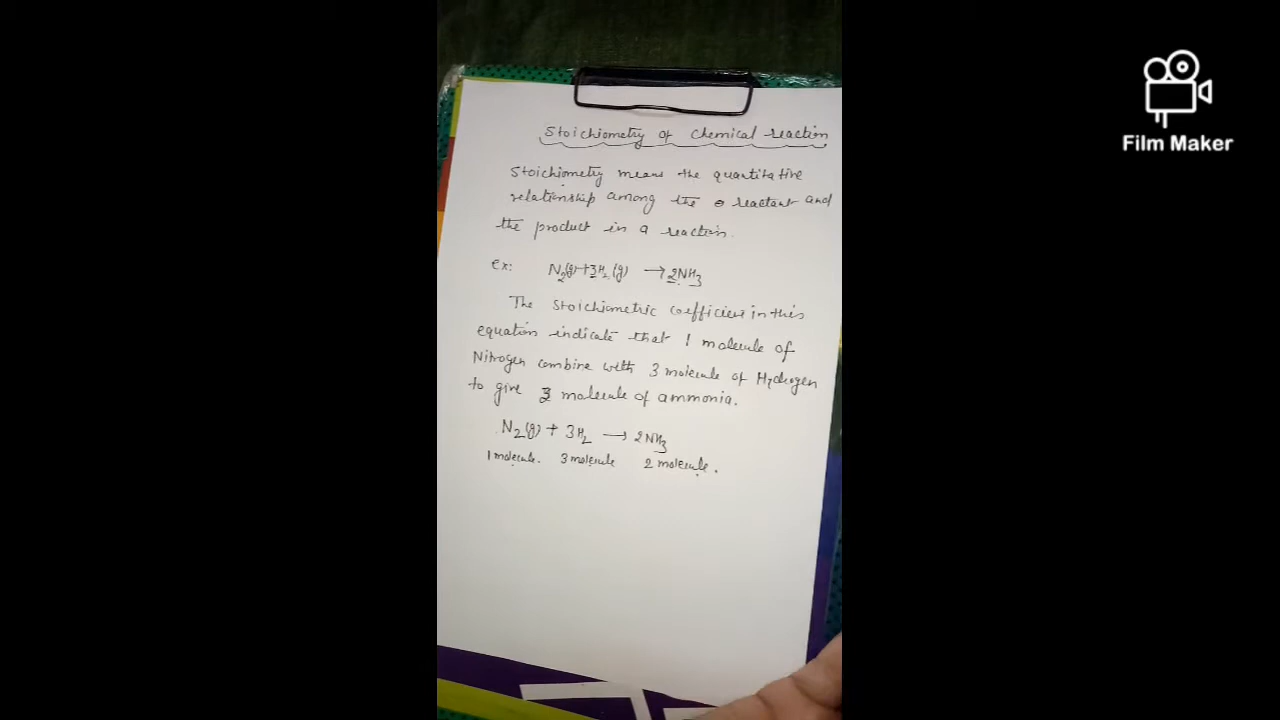 Stoichiometry of Chemical reaction
Stoichiometry means the quantitative
relationship among the reactant and
the product in a reaction.
ex: N₂(g)+3H₂(g) → 2NH₃
The Stoichiometric coefficient in this
equation indicate that 1 molecule of
Nitrogen combine with 3 molecule of Hydrogen
to give molecule of ammonia.
N₂(g) + 3H₂ → 2NH₃
1 molecule. 3 molecule 2 molecule.
Film Maker